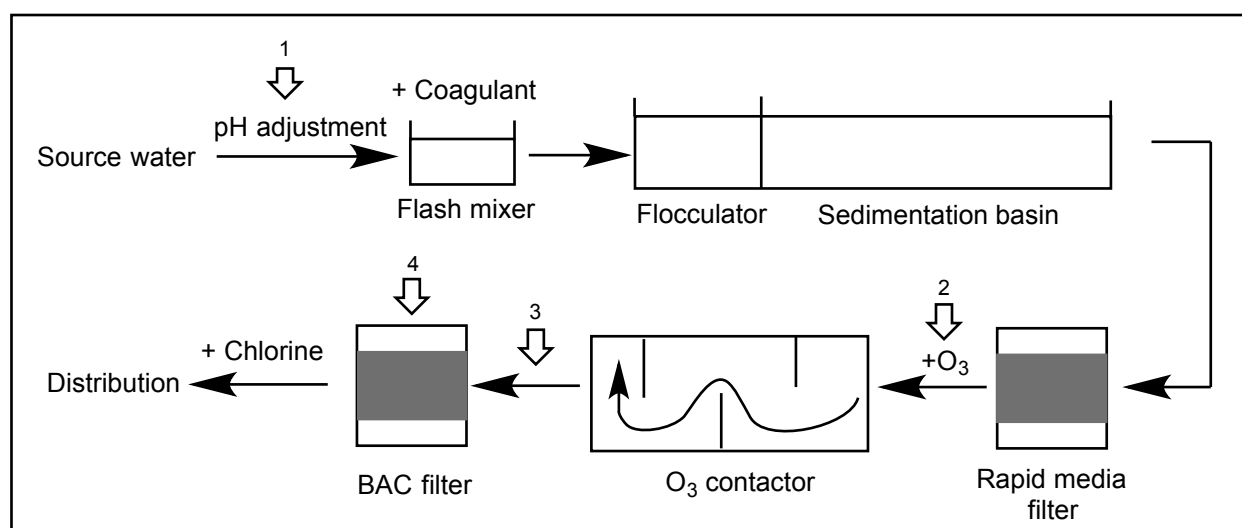 1
+ Coagulant
pH adjustment
Source water
Flash mixer
Flocculator
Sedimentation basin
4
3
2
+ Chlorine
+O₃
Distribution
BAC filter
O₃ contactor
Rapid media
filter